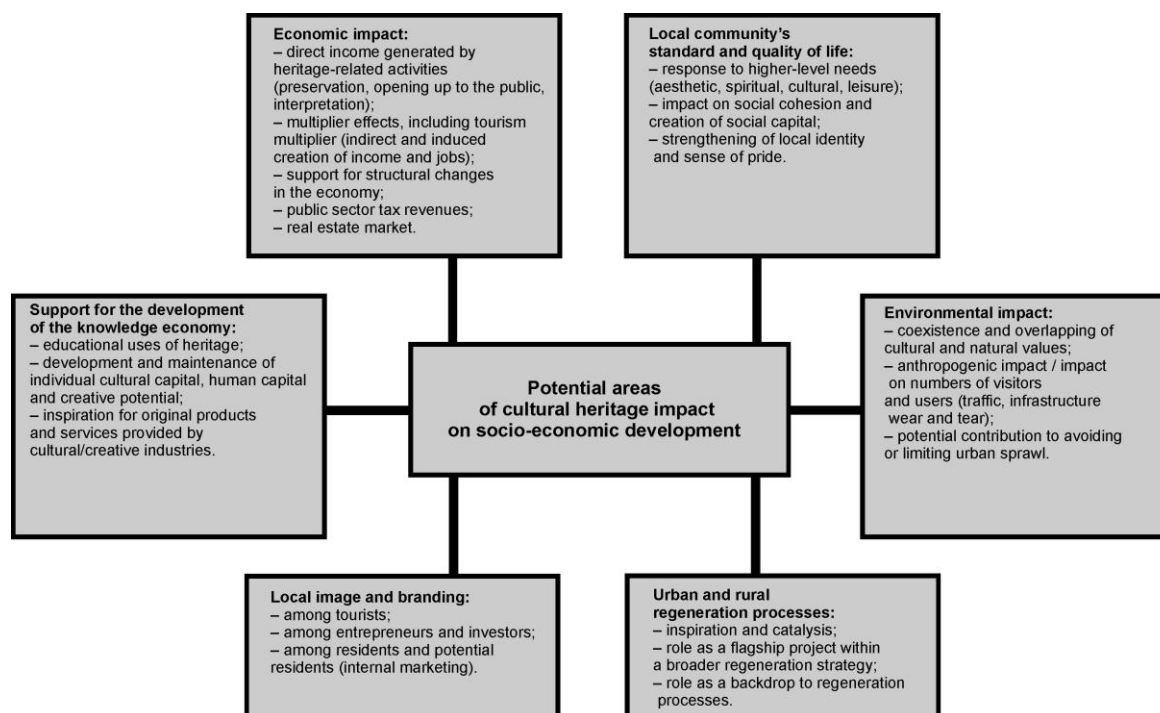 Economic impact:
– direct income generated by
heritage-related activities
(preservation, opening up to the public,
interpretation);
– multiplier effects, including tourism
multiplier (indirect and induced
creation of income and jobs);
– support for structural changes
in the economy;
– public sector tax revenues;
– real estate market.
Local community’s
standard and quality of life:
– response to higher-level needs
(aesthetic, spiritual, cultural, leisure);
– impact on social cohesion and
creation of social capital;
– strengthening of local identity
and sense of pride.
Support for the development
of the knowledge economy:
– educational uses of heritage;
– development and maintenance of
individual cultural capital, human capital
and creative potential;
– inspiration for original products
and services provided by
cultural/creative industries.
Potential areas
of cultural heritage impact
on socio-economic development
Environmental impact:
– coexistence and overlapping of
cultural and natural values;
– anthropogenic impact / impact
on numbers of visitors
and users (traffic, infrastructure
wear and tear);
– potential contribution to avoiding
or limiting urban sprawl.
Local image and branding:
– among tourists;
– among entrepreneurs and investors;
– among residents and potential
residents (internal marketing).
Urban and rural
regeneration processes:
– inspiration and catalysis;
– role as a flagship project within
a broader regeneration strategy;
– role as a backdrop to regeneration
processes.